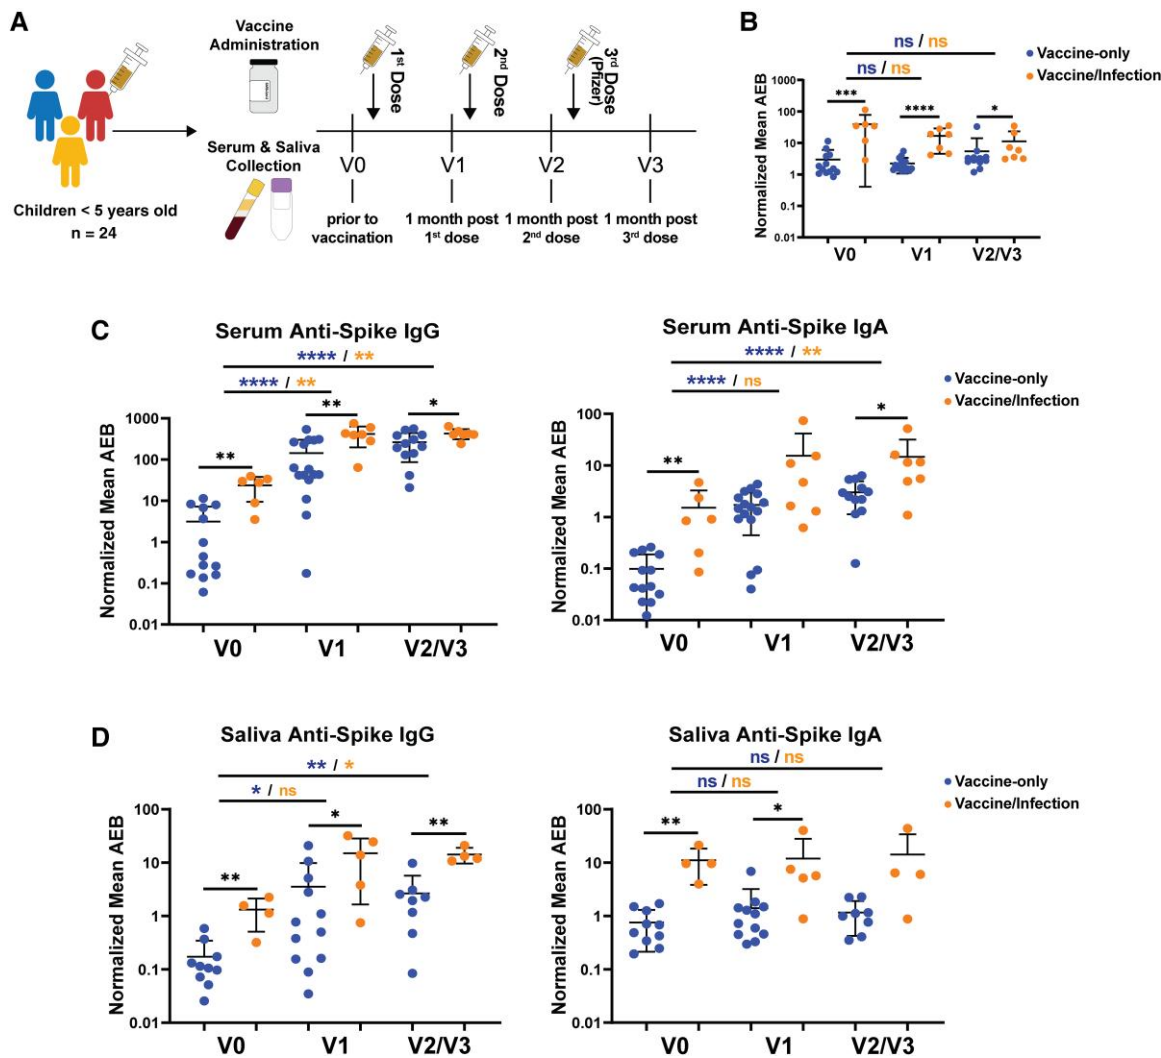 A
Vaccine
Administration
Serum & Saliva
Collection
Children < 5 years old
n = 24
1st Dose
2nd Dose
3rd Dose
(Pfizer)
V0
V1
V2
V3
prior to
vaccination
1 month post
1st dose
1 month post
2nd dose
1 month post
3rd dose
B
ns / ns
ns / ns
Vaccine-only
Vaccine/Infection
***
****
*
Normalized Mean AEB
1000
100
10
1
0.1
0.01
V0
V1
V2/V3
C
Serum Anti-Spike IgG
**** / **
**** / **
**
**
*
Normalized Mean AEB
1000
100
10
1
0.1
0.01
V0
V1
V2/V3
Serum Anti-Spike IgA
**** / **
**** / ns
**
*
Vaccine-only
Vaccine/Infection
Normalized Mean AEB
100
10
1
0.1
0.01
V0
V1
V2/V3
D
Saliva Anti-Spike IgG
** / *
* / ns
**
*
**
Normalized Mean AEB
100
10
1
0.1
0.01
V0
V1
V2/V3
Saliva Anti-Spike IgA
ns / ns
ns / ns
**
*
Vaccine-only
Vaccine/Infection
Normalized Mean AEB
100
10
1
0.1
0.01
V0
V1
V2/V3